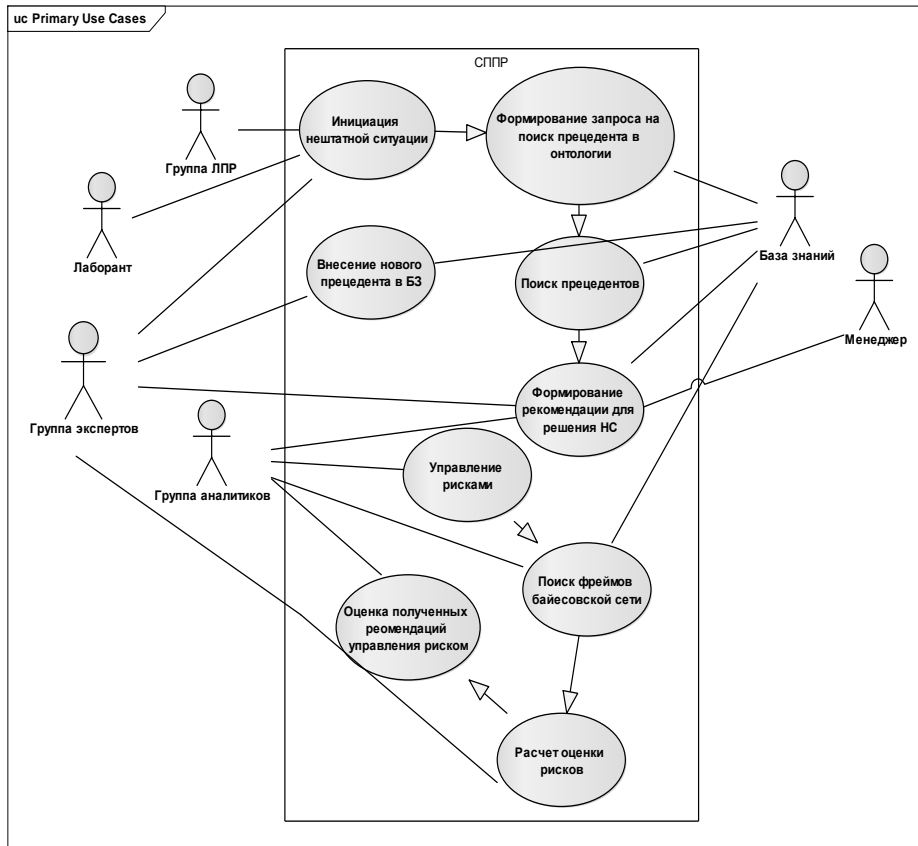 uc Primary Use Cases
СППР
Инициация
нештатной ситуации
Формирование запроса на
поиск прецедента в
онтологии
Группа ЛПР
Лаборант
База знаний
Внесение нового
прецедента в БЗ
Поиск прецедентов
Менеджер
Группа экспертов
Формирование
рекомендации для
решения НС
Группа аналитиков
Управление
рисками
Поиск фреймов
байесовской сети
Оценка полученных
реомендаций
управления риском
Расчет оценки
рисков